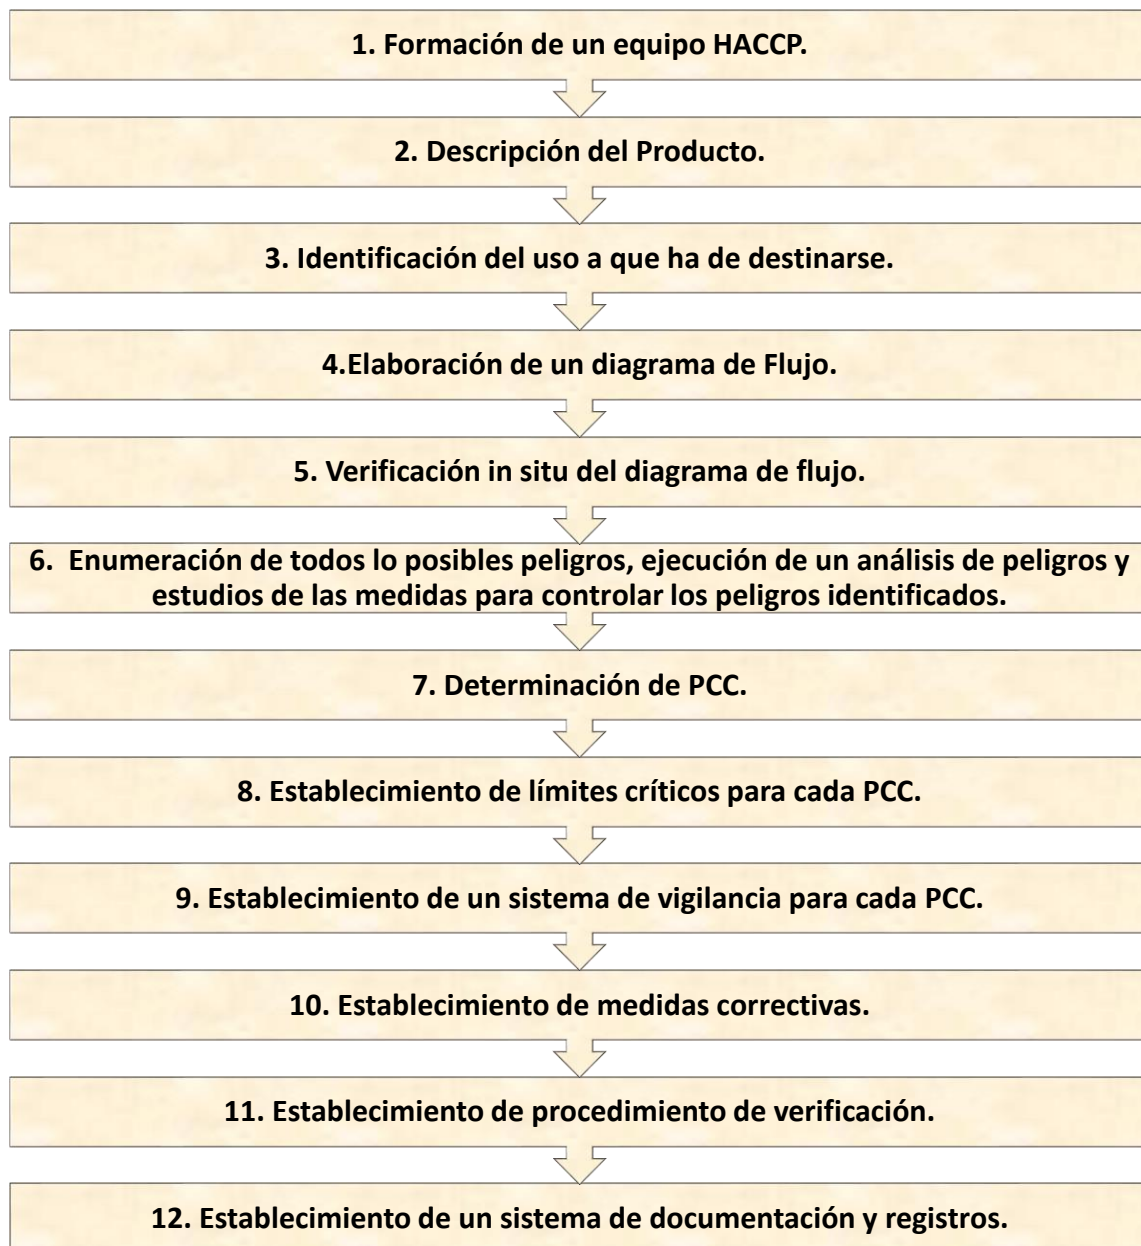 1. Formación de un equipo HACCP.
2. Descripción del Producto.
3. Identificación del uso a que ha de destinarse.
4.Elaboración de un diagrama de Flujo.
5. Verificación in situ del diagrama de flujo.
6. Enumeración de todos lo posibles peligros, ejecución de un análisis de peligros y
estudios de las medidas para controlar los peligros identificados.
7. Determinación de PCC.
8. Establecimiento de límites críticos para cada PCC.
9. Establecimiento de un sistema de vigilancia para cada PCC.
10. Establecimiento de medidas correctivas.
11. Establecimiento de procedimiento de verificación.
12. Establecimiento de un sistema de documentación y registros.